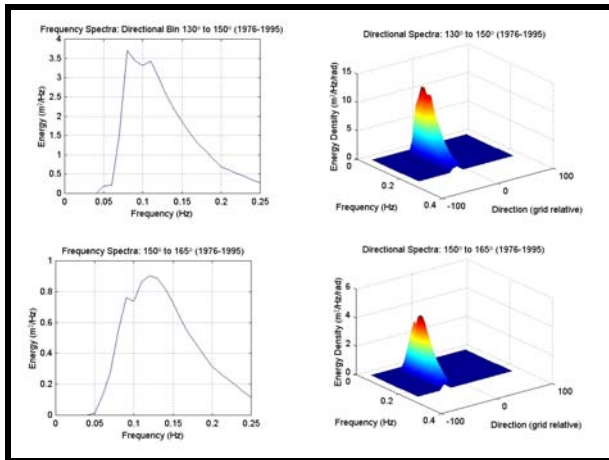 Frequency Spectra: Directional Bin 130° to 150° (1976-1995)
4
3.5
3
2.5
2
1.5
1
0.5
0
Energy (m²/Hz)
0 0.05 0.1 0.15 0.2 0.25
Frequency (Hz)
Directional Spectra: 130° to 150° (1976-1995)
15
10
5
0
Energy Density (m²/Hz/rad)
0
0.2
0.4
Frequency (Hz)
-100
0
100
Direction (grid relative)
Frequency Spectra: 150° to 165° (1976-1995)
1
0.8
0.6
0.4
0.2
0
Energy (m²/Hz)
0 0.05 0.1 0.15 0.2 0.25
Frequency (Hz)
Directional Spectra: 150° to 165° (1976-1995)
6
4
2
0
Energy Density (m²/Hz/rad)
0
0.2
0.4
Frequency (Hz)
-100
0
100
Direction (grid relative)